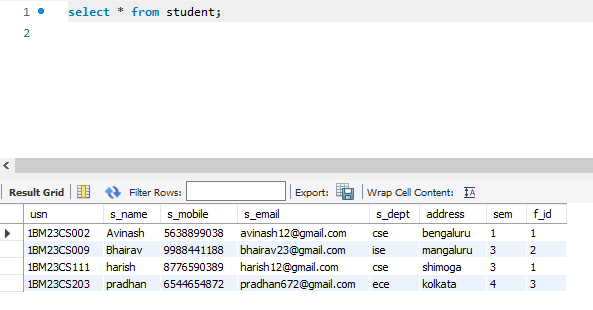 1 select * from student;
2
Result Grid Filter Rows: Export: Wrap Cell Content:
usn s_name s_mobile s_email s_dept address sem f_id
1BM23CS002 Avinash 5638899038 avinash12@gmail.com cse bengaluru 1 1
1BM23CS009 Bhairav 9988441188 bhairav23@gmail.com ise mangaluru 3 2
1BM23CS111 harish 8776590389 harish12@gmail.com cse shimoga 3 1
1BM23CS203 pradhan 6544654872 pradhan672@gmail.com ece kolkata 4 3